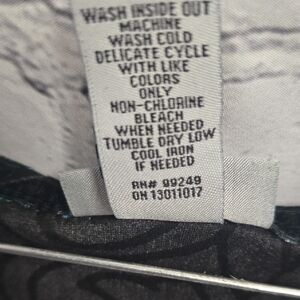 WASH INSIDE OUT
MACHINE
WASH COLD
DELICATE CYCLE
WITH LIKE
COLORS
ONLY
NON-CHLORINE
BLEACH
WHEN NEEDED
TUMBLE DRY LOW
COOL IRON
IF NEEDED
RN# 99249
OH 13011017